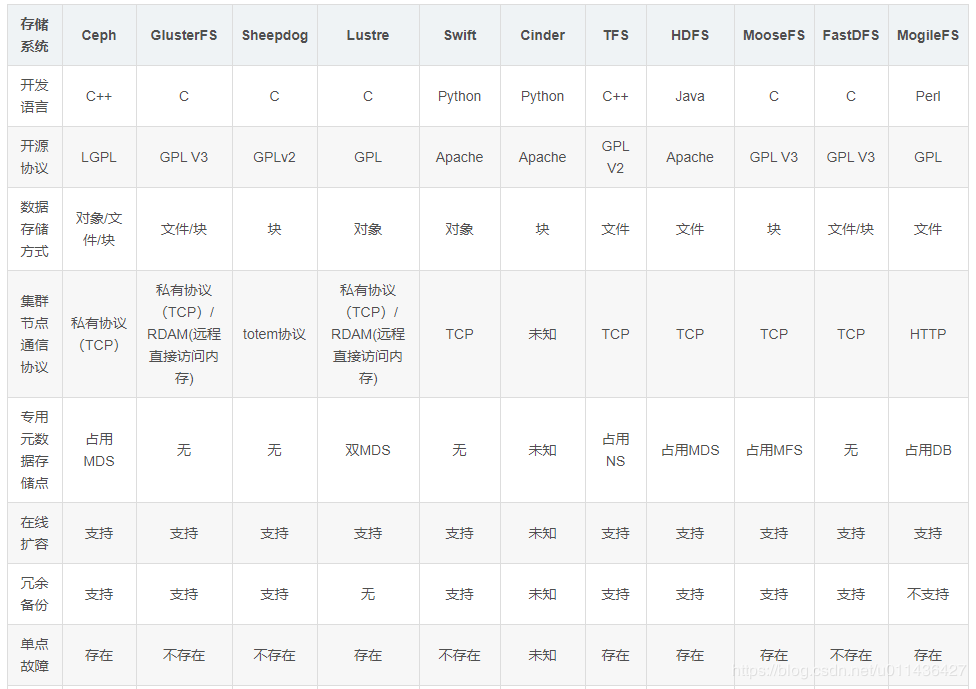 存储系统 Ceph GlusterFS Sheepdog Lustre Swift Cinder TFS HDFS MooseFS FastDFS MogileFS
开发语言 C++ C C C Python Python C++ Java C C Perl
开源协议 LGPL GPL V3 GPLv2 GPL Apache Apache GPL V2 Apache GPL V3 GPL V3 GPL
数据存储方式 对象/文件/块 文件/块 块 对象 对象 块 文件 文件 块 文件/块 文件
集群节点通信协议 私有协议（TCP） 私有协议（TCP）/ RDAM(远程直接访问内存) totem协议 私有协议（TCP）/ RDAM(远程直接访问内存) TCP 未知 TCP TCP TCP TCP HTTP
专用元数据存储点 占用MDS 无 无 双MDS 无 未知 占用NS 占用MDS 占用MFS 无 占用DB
在线扩容 支持 支持 支持 支持 支持 未知 支持 支持 支持 支持 支持
冗余备份 支持 支持 支持 无 支持 未知 支持 支持 支持 支持 不支持
单点故障 存在 不存在 不存在 存在 不存在 未知 存在 存在 存在 不存在 存在
https://blog.csdn.net/u011436427